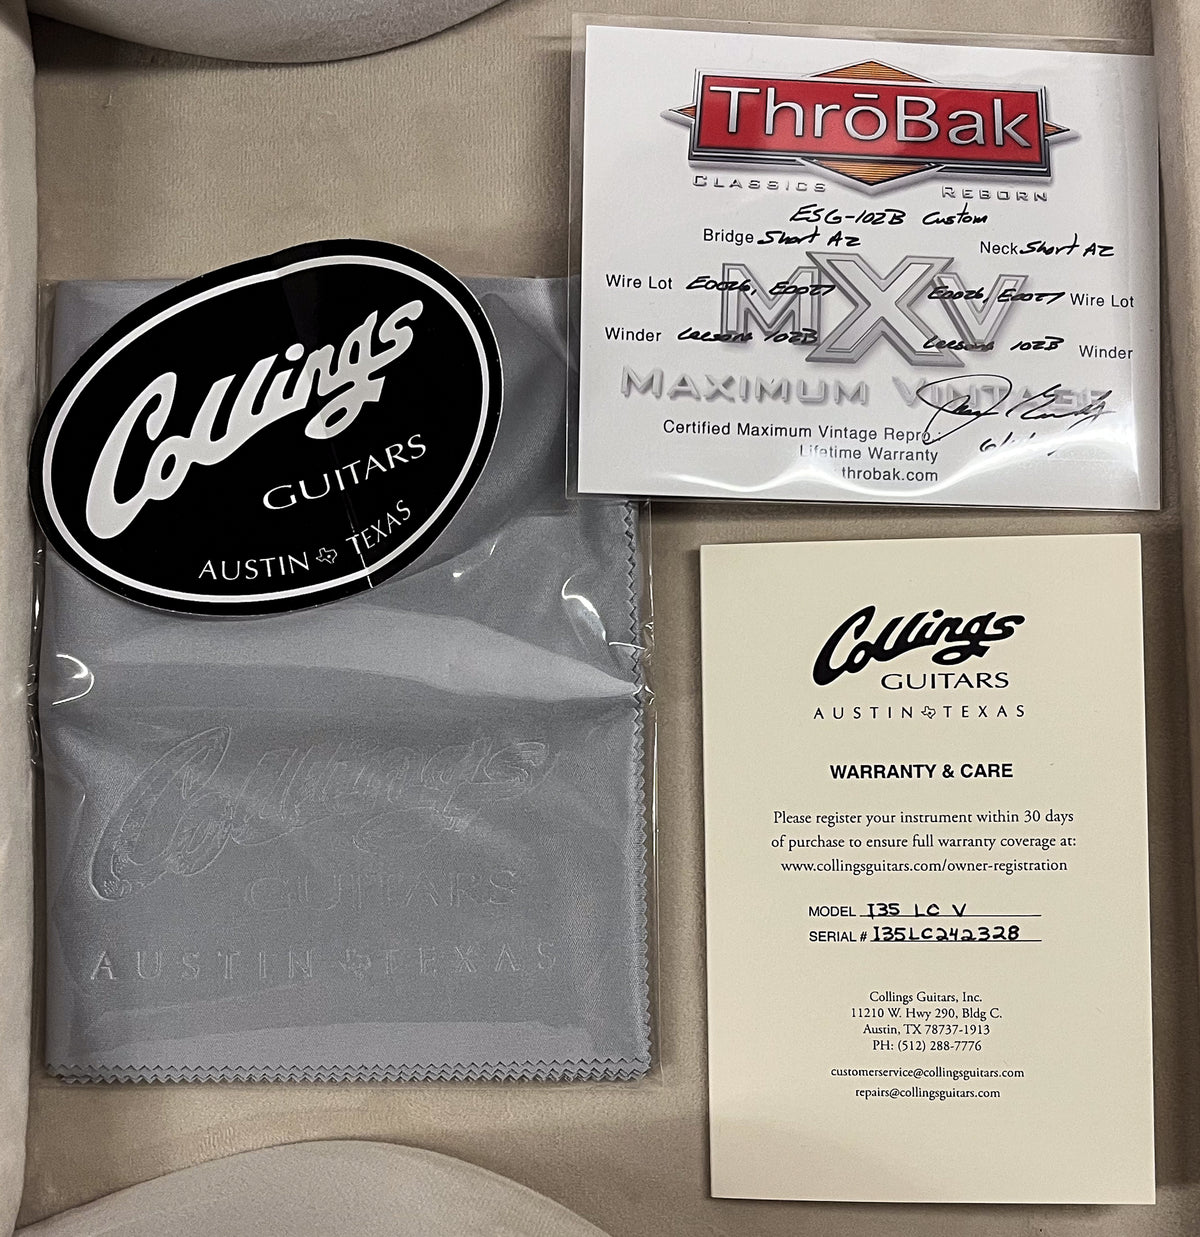 ThrōBak
CLASSICS REBORN
ESG-102B Custom
Bridge Short A2 Neck Short A2
Wire Lot E0026, E0027 E0026, E0027 Wire Lot
Winder Leesona 102B Leesona 102B Winder
MXV
MAXIMUM VINTAGE
Certified Maximum Vintage Repro.:
Lifetime Warranty
throbak.com
Collings
GUITARS
AUSTIN TEXAS
Collings
GUITARS
AUSTIN TEXAS
Collings
GUITARS
AUSTIN TEXAS
WARRANTY & CARE
Please register your instrument within 30 days
of purchase to ensure full warranty coverage at:
www.collingsguitars.com/owner-registration
MODEL I35 LC V
SERIAL # I35LC242328
Collings Guitars, Inc.
11210 W. Hwy 290, Bldg C.
Austin, TX 78737-1913
PH: (512) 288-7776
customerservice@collingsguitars.com
repairs@collingsguitars.com